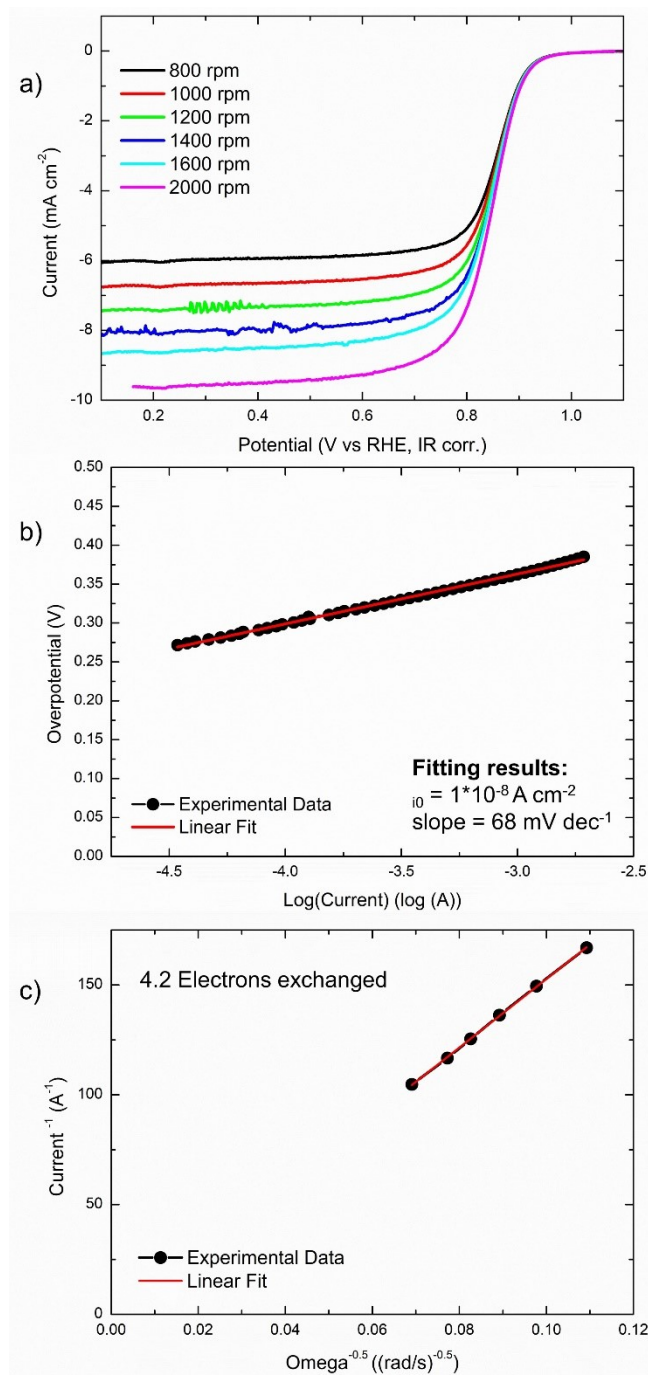 a)
Current (mA cm-2)
0
-2
-4
-6
-8
-10
800 rpm
1000 rpm
1200 rpm
1400 rpm
1600 rpm
2000 rpm
0.2 0.4 0.6 0.8 1.0
Potential (V vs RHE, IR corr.)
b)
Overpotential (V)
0.50
0.45
0.40
0.35
0.30
0.25
0.20
0.15
0.10
0.05
0.00
Fitting results:
i0 = 1*10-8 A cm-2
slope = 68 mV dec-1
Experimental Data
Linear Fit
-4.5 -4.0 -3.5 -3.0 -2.5
Log(Current) (log (A))
c)
Current-1 (A-1)
150
100
50
0
4.2 Electrons exchanged
Experimental Data
Linear Fit
0.00 0.02 0.04 0.06 0.08 0.10 0.12
Omega-0.5 ((rad/s)-0.5)